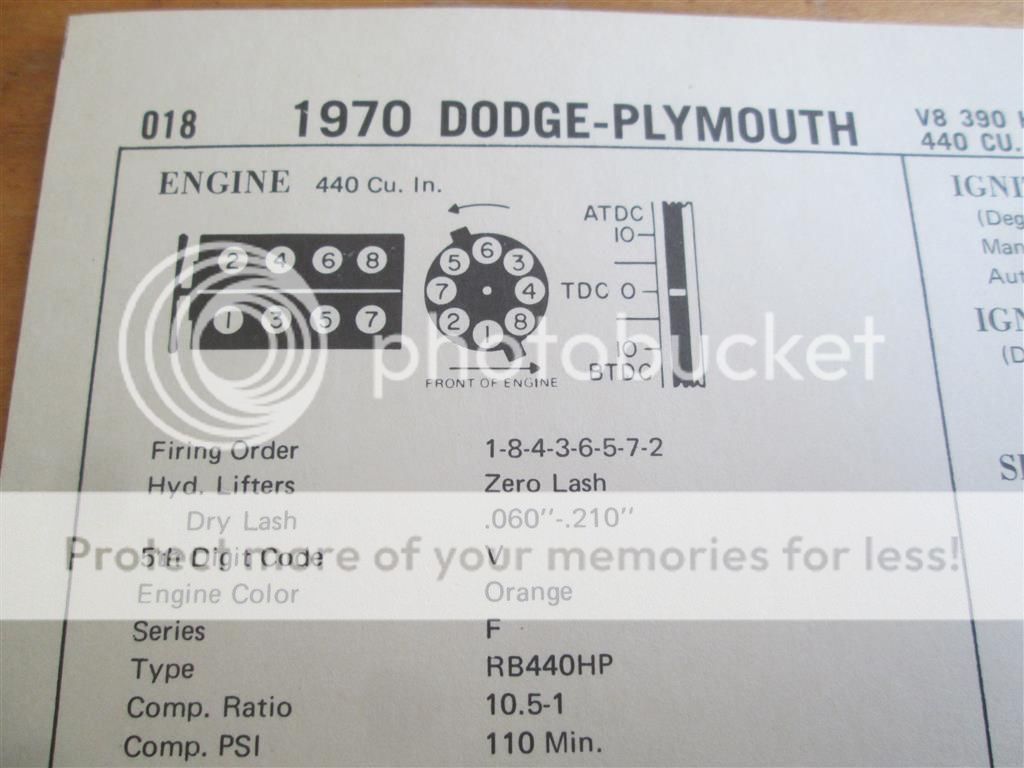 018 1970 DODGE-PLYMOUTH V8 390
440 CU.
ENGINE 440 Cu. In.
2 4 6 8
1 3 5 7
5 6 3
7 4
2 1 8
FRONT OF ENGINE
ATDC
10
TDC 0
10
BTDC
Firing Order 1-8-4-3-6-5-7-2
Hyd. Lifters Zero Lash
Dry Lash .060"-.210"
5th Digit Code V
Engine Color Orange
Series F
Type RB440HP
Comp. Ratio 10.5-1
Comp. PSI 110 Min.
(Deg
Man
Aut
(D
photobucket
Protect more of your memories for less!